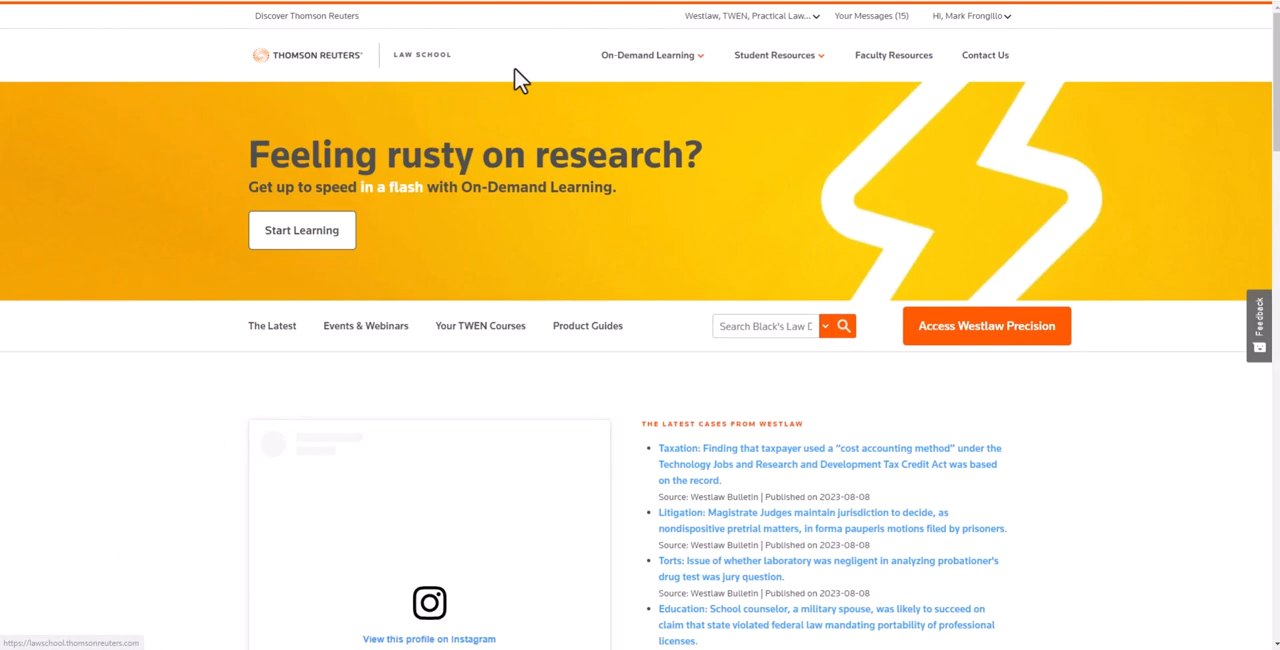 Discover Thomson Reuters
Westlaw, TWEN, Practical Law... Your Messages (15) Hi, Mark Frongillo
THOMSON REUTERS® LAW SCHOOL
On-Demand Learning Student Resources Faculty Resources Contact Us
Feeling rusty on research?
Get up to speed in a flash with On-Demand Learning.
Start Learning
Feedback
The Latest Events & Webinars Your TWEN Courses Product Guides
Search Black's Law D
Access Westlaw Precision
THE LATEST CASES FROM WESTLAW
Taxation: Finding that taxpayer used a “cost accounting method” under the
Technology Jobs and Research and Development Tax Credit Act was based
on the record.
Source: Westlaw Bulletin | Published on 2023-08-08
Litigation: Magistrate Judges maintain jurisdiction to decide, as
nondispositive pretrial matters, in forma pauperis motions filed by prisoners.
Source: Westlaw Bulletin | Published on 2023-08-08
Torts: Issue of whether laboratory was negligent in analyzing probationer's
drug test was jury question.
Source: Westlaw Bulletin | Published on 2023-08-08
Education: School counselor, a military spouse, was likely to succeed on
claim that state violated federal law mandating portability of professional
licenses.
View this profile on Instagram
https://lawschool.thomsonreuters.com